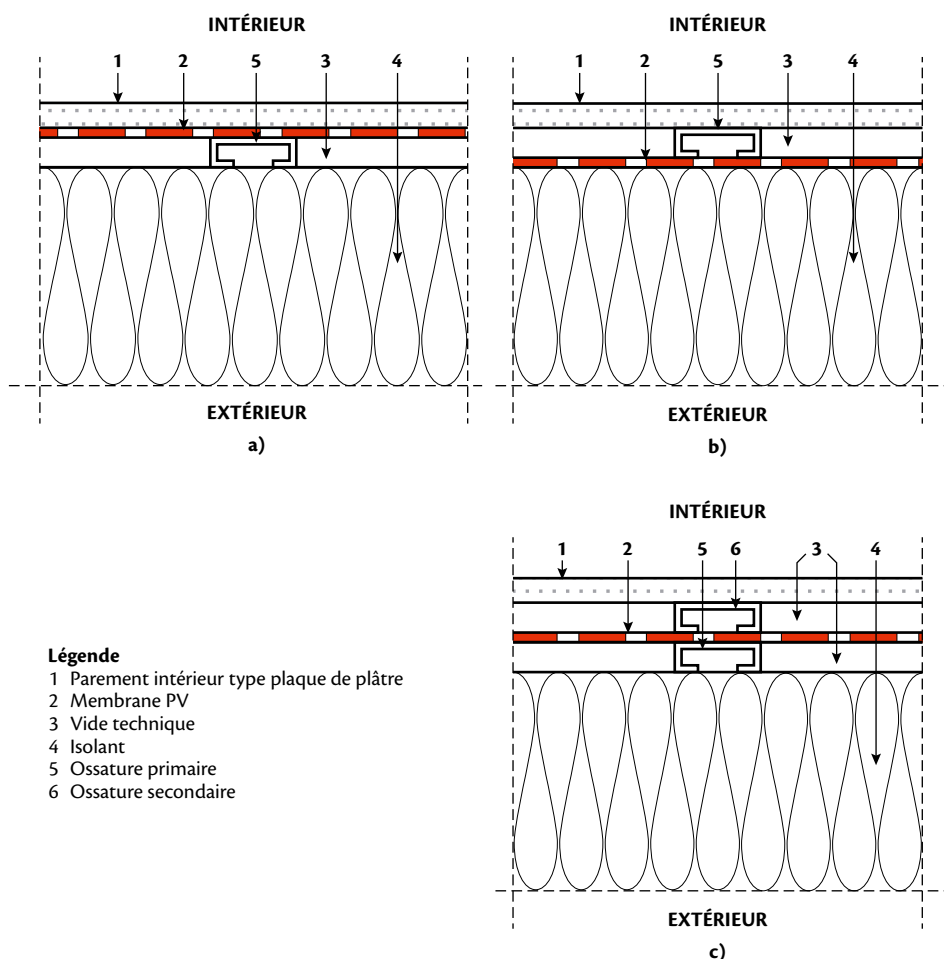 INTÉRIEUR
1 2 5 3 4
EXTÉRIEUR
a)
INTÉRIEUR
1 2 5 3 4
EXTÉRIEUR
b)
INTÉRIEUR
1 2 5 6 3 4
EXTÉRIEUR
c)
Légende
1 Parement intérieur type plaque de plâtre
2 Membrane PV
3 Vide technique
4 Isolant
5 Ossature primaire
6 Ossature secondaire